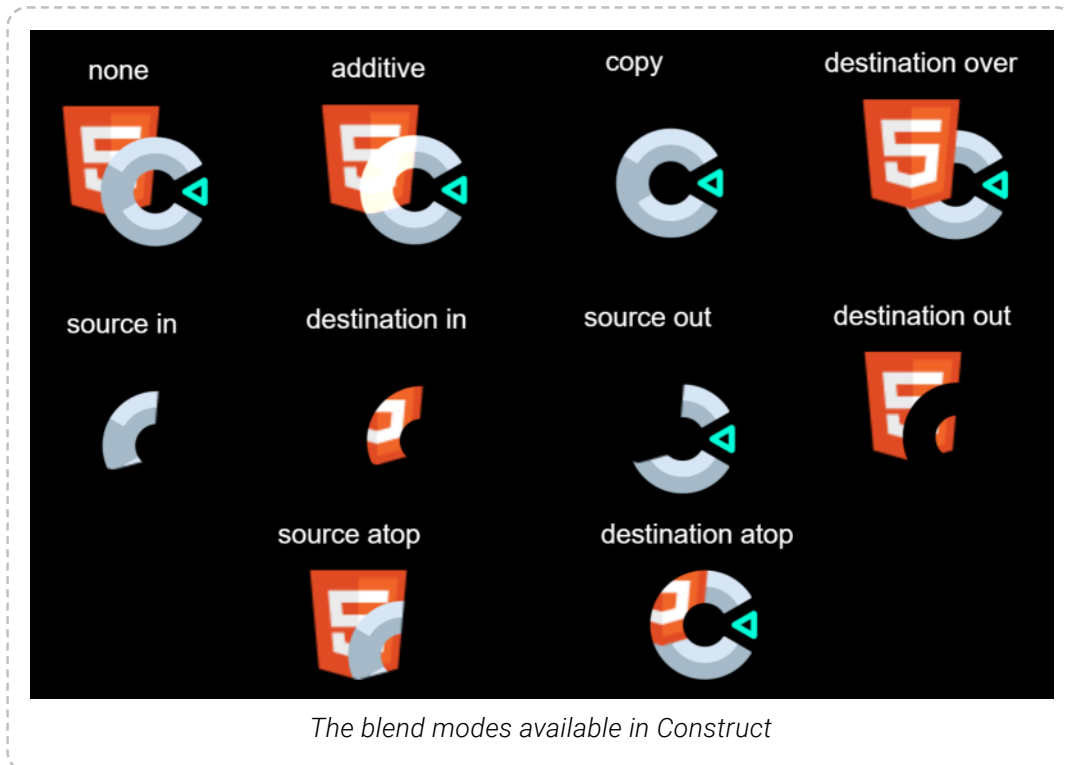 none
additive
copy
destination over
source in
destination in
source out
destination out
source atop
destination atop
The blend modes available in Construct